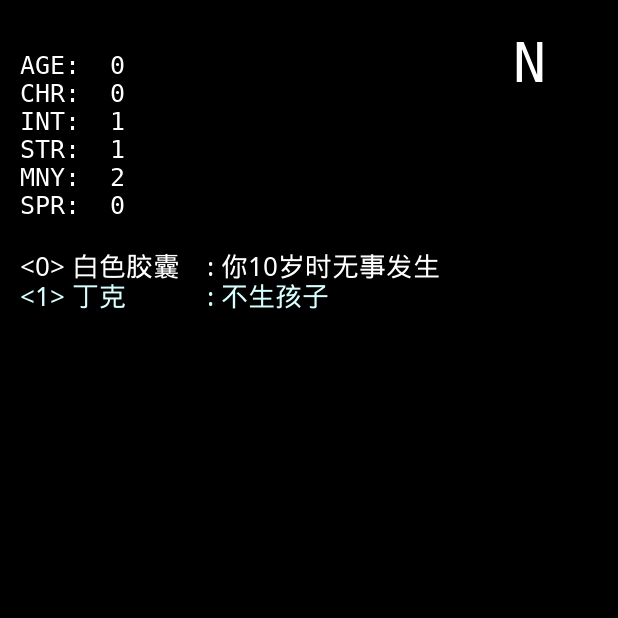 N
AGE: 0
CHR: 0
INT: 1
STR: 1
MNY: 2
SPR: 0
<0> 白色胶囊 : 你10岁时无事发生
<1> 丁克 : 不生孩子